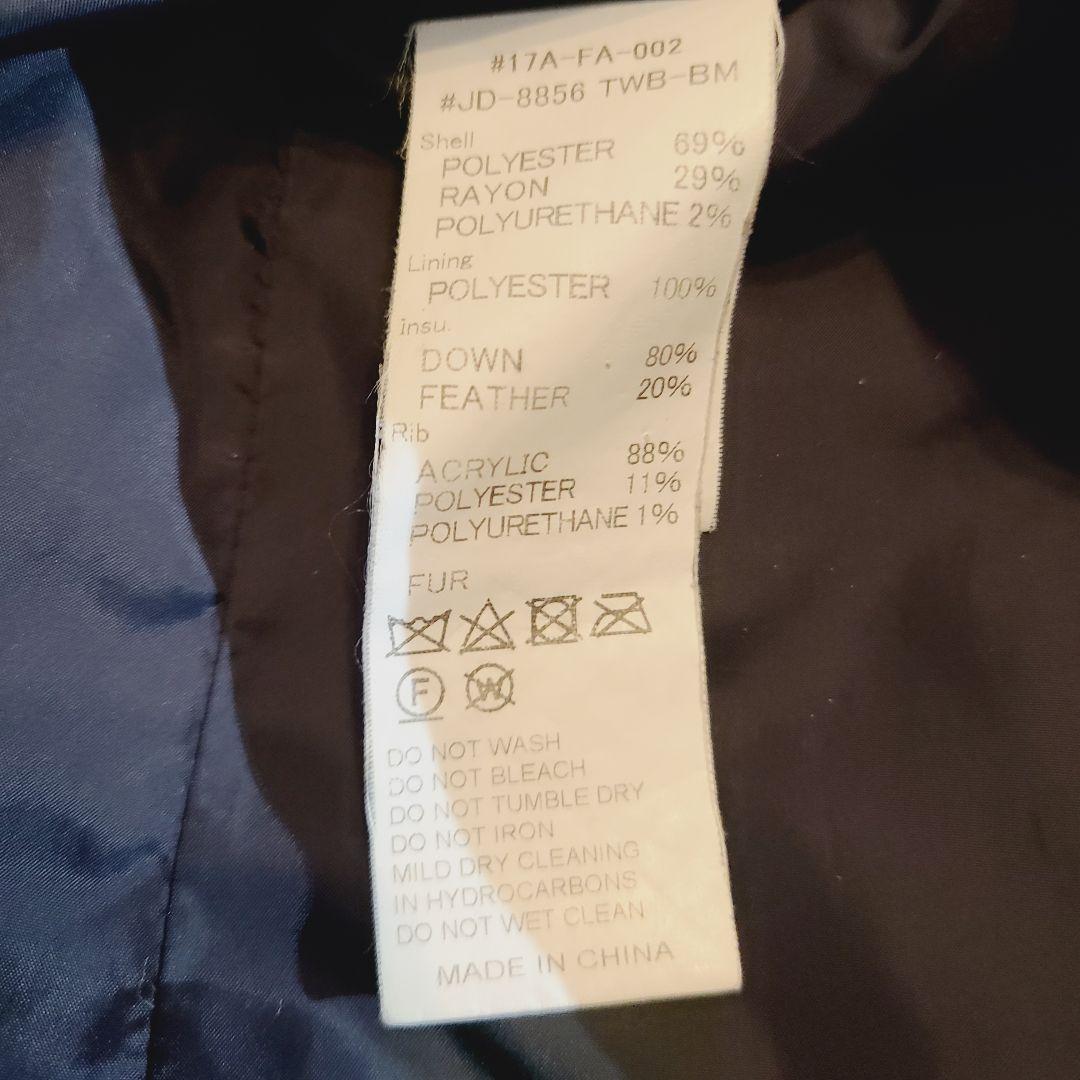 #17A-FA-002
#JD-8856 TWB-BM
Shell
POLYESTER 69%
RAYON 29%
POLYURETHANE 2%
Lining
POLYESTER 100%
insu.
DOWN 80%
FEATHER 20%
Rib
ACRYLIC 88%
POLYESTER 11%
POLYURETHANE 1%
FUR
F W
DO NOT WASH
DO NOT BLEACH
DO NOT TUMBLE DRY
DO NOT IRON
MILD DRY CLEANING
IN HYDROCARBONS
DO NOT WET CLEAN
MADE IN CHINA